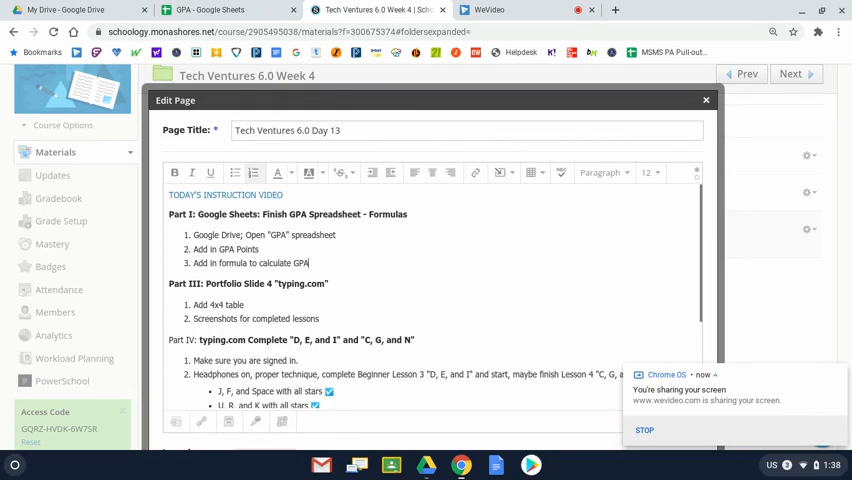 My Drive - Google Drive
GPA - Google Sheets
Tech Ventures 6.0 Week 4 | Scho
WeVideo
schoology.monashores.net/course/2905495038/materials?f=300675374#foldersexpanded=
Bookmarks
Helpdesk
MSMS PA Pull-out...
Tech Ventures 6.0 Week 4
Prev
Next
Course Options
Edit Page
Page Title: *
Tech Ventures 6.0 Day 13
Materials
Updates
Gradebook
Grade Setup
Mastery
Badges
Attendance
Members
Analytics
Workload Planning
PowerSchool
Access Code
GQRZ-HVDK-6W7SR
Reset
B I U
Paragraph
12
TODAY'S INSTRUCTION VIDEO
Part I: Google Sheets: Finish GPA Spreadsheet - Formulas
1. Google Drive; Open "GPA" spreadsheet
2. Add in GPA Points
3. Add in formula to calculate GPA
Part III: Portfolio Slide 4 "typing.com"
1. Add 4x4 table
2. Screenshots for completed lessons
Part IV: typing.com Complete "D, E, and I" and "C, G, and N"
1. Make sure you are signed in.
2. Headphones on, proper technique, complete Beginner Lesson 3 "D, E, and I" and start, maybe finish Lesson 4 "C, G, a
• J, F, and Space with all stars
• U, R, and K with all stars
Chrome OS • now
You're sharing your screen
www.wevideo.com is sharing your screen.
STOP
US 3 1:38